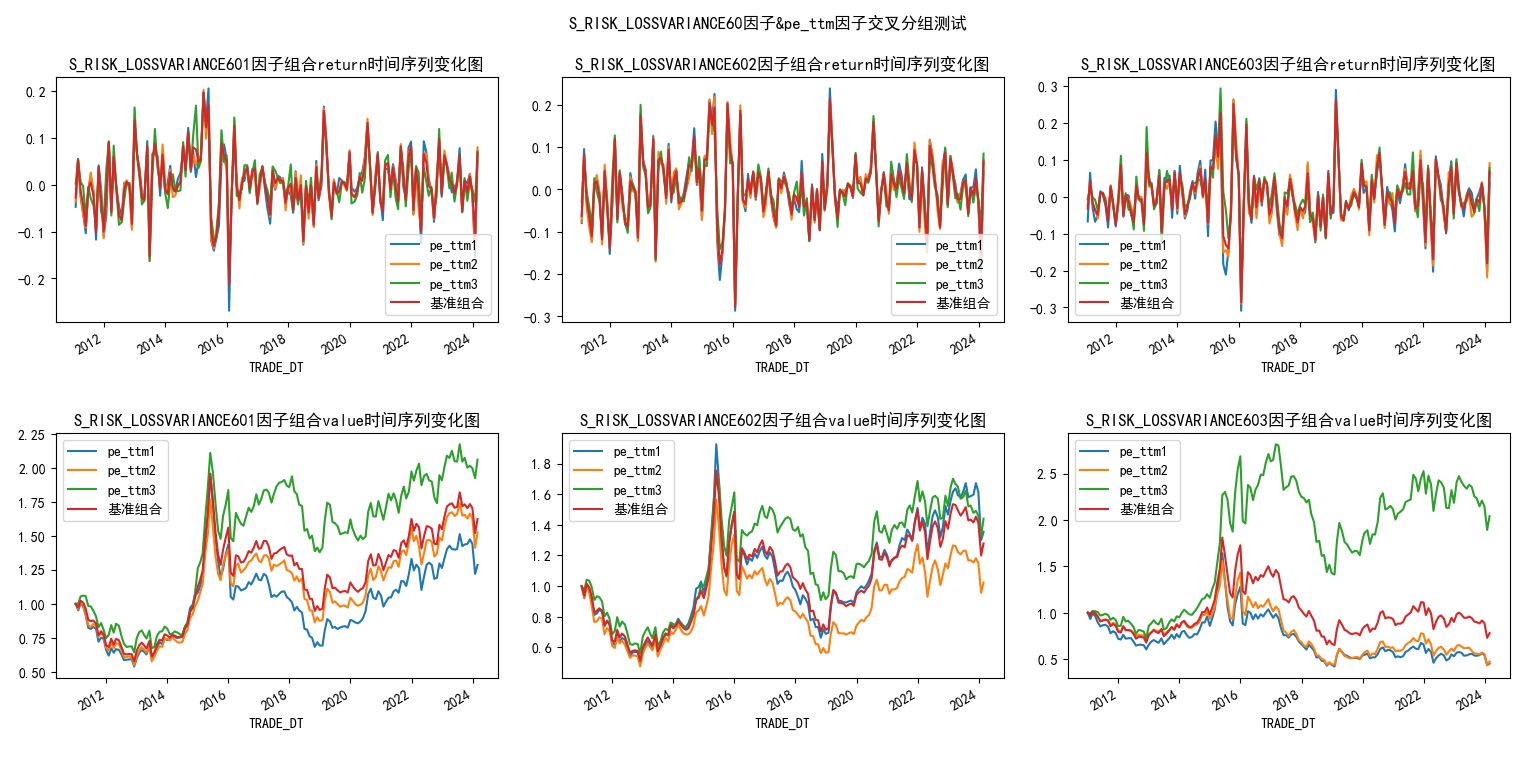 S_RISK_LOSSVARIANCE60因子&pe_ttm因子交叉分组测试
S_RISK_LOSSVARIANCE601因子组合return时间序列变化图
0.2
0.1
0.0
-0.1
-0.2
pe_ttm1
pe_ttm2
pe_ttm3
基准组合
2012
2014
2016
2018
2020
2022
2024
TRADE_DT
S_RISK_LOSSVARIANCE602因子组合return时间序列变化图
0.2
0.1
0.0
-0.1
-0.2
-0.3
pe_ttm1
pe_ttm2
pe_ttm3
基准组合
2012
2014
2016
2018
2020
2022
2024
TRADE_DT
S_RISK_LOSSVARIANCE603因子组合return时间序列变化图
0.3
0.2
0.1
0.0
-0.1
-0.2
-0.3
pe_ttm1
pe_ttm2
pe_ttm3
基准组合
2012
2014
2016
2018
2020
2022
2024
TRADE_DT
S_RISK_LOSSVARIANCE601因子组合value时间序列变化图
2.25
2.00
1.75
1.50
1.25
1.00
0.75
0.50
pe_ttm1
pe_ttm2
pe_ttm3
基准组合
2012
2014
2016
2018
2020
2022
2024
TRADE_DT
S_RISK_LOSSVARIANCE602因子组合value时间序列变化图
1.8
1.6
1.4
1.2
1.0
0.8
0.6
pe_ttm1
pe_ttm2
pe_ttm3
基准组合
2012
2014
2016
2018
2020
2022
2024
TRADE_DT
S_RISK_LOSSVARIANCE603因子组合value时间序列变化图
2.5
2.0
1.5
1.0
0.5
pe_ttm1
pe_ttm2
pe_ttm3
基准组合
2012
2014
2016
2018
2020
2022
2024
TRADE_DT